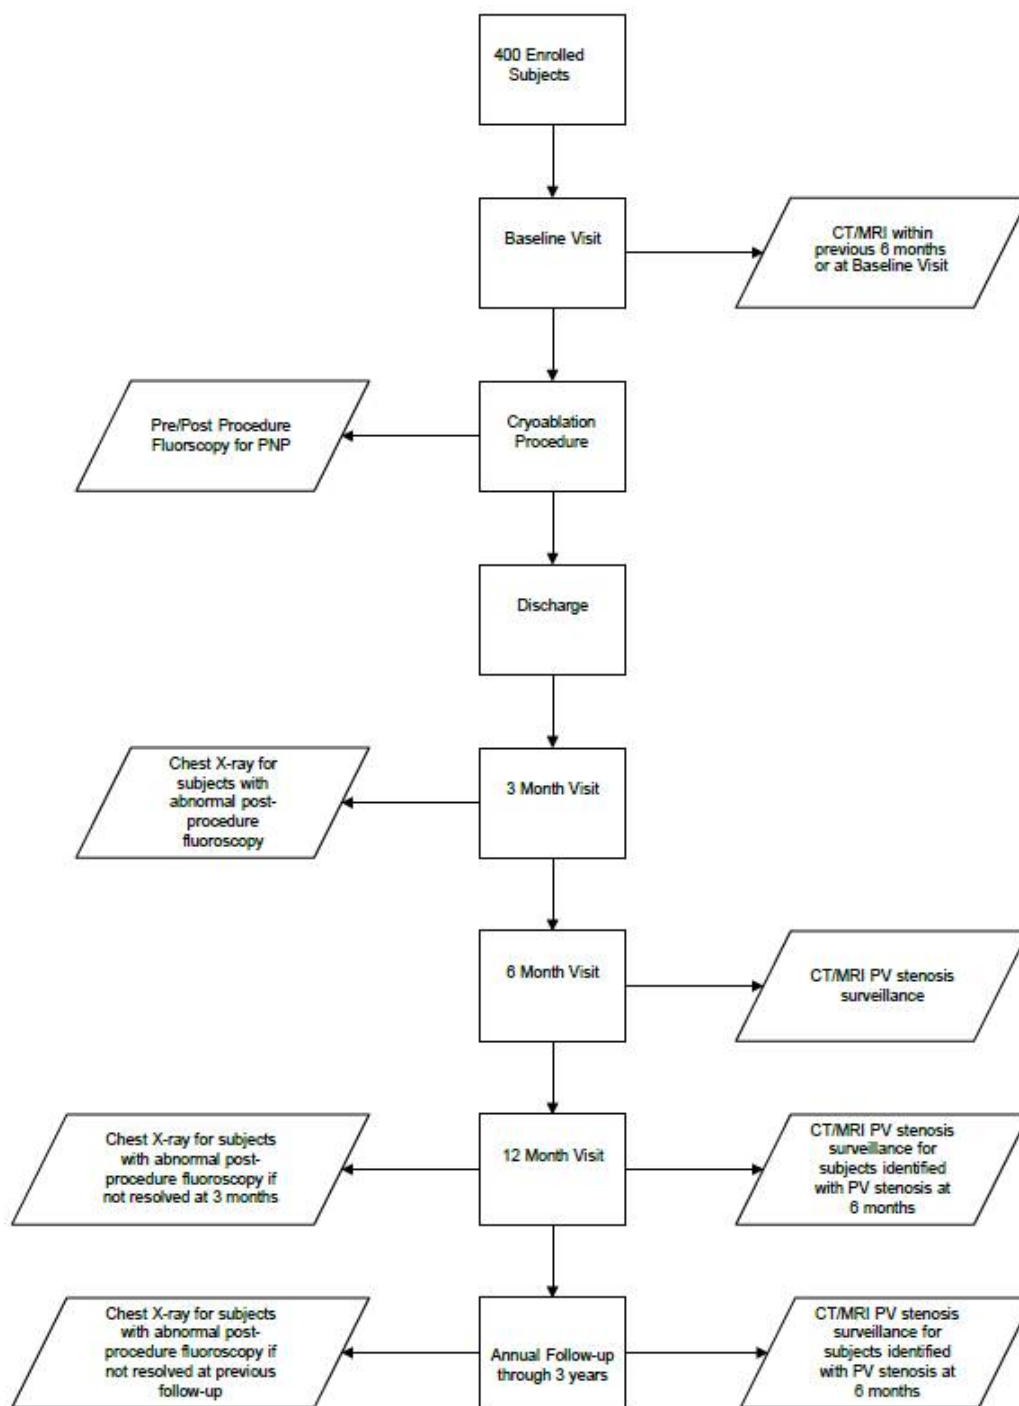 400 Enrolled
Subjects
Baseline Visit
CT/MRI within
previous 6 months
or at Baseline Visit
Pre/Post Procedure
Fluorscopy for PNP
Cryoablation
Procedure
Discharge
Chest X-ray for
subjects with
abnormal post-
procedure
fluoroscopy
3 Month Visit
6 Month Visit
CT/MRI PV stenosis
surveillance
Chest X-ray for subjects
with abnormal post-
procedure fluoroscopy if
not resolved at 3 months
12 Month Visit
CT/MRI PV stenosis
surveillance for
subjects identified
with PV stenosis at
6 months
Chest X-ray for subjects
with abnormal post-
procedure fluoroscopy if
not resolved at previous
follow-up
Annual Follow-up
through 3 years
CT/MRI PV stenosis
surveillance for
subjects identified
with PV stenosis at
6 months